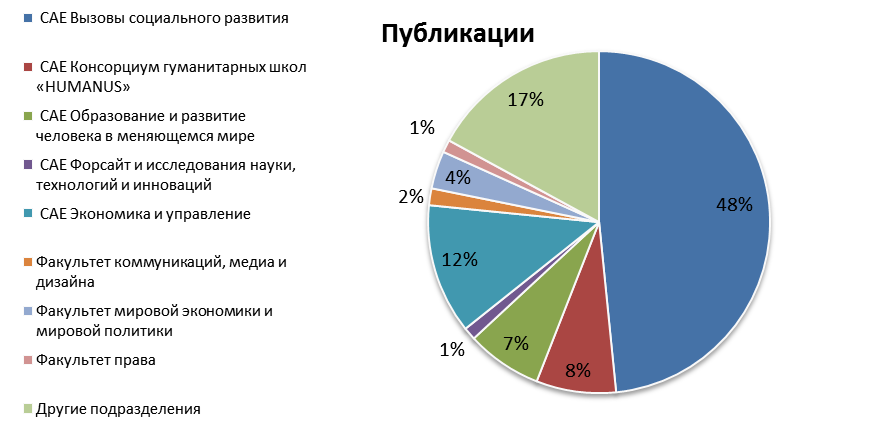 САЕ Вызовы социального развития
САЕ Консорциум гуманитарных школ
«HUMANUS»
САЕ Образование и развитие
человека в меняющемся мире
САЕ Форсайт и исследования науки,
технологий и инноваций
САЕ Экономика и управление
Факультет коммуникаций, медиа и
дизайна
Факультет мировой экономики и
мировой политики
Факультет права
Другие подразделения
Публикации
48%
8%
7%
1%
12%
2%
4%
1%
17%